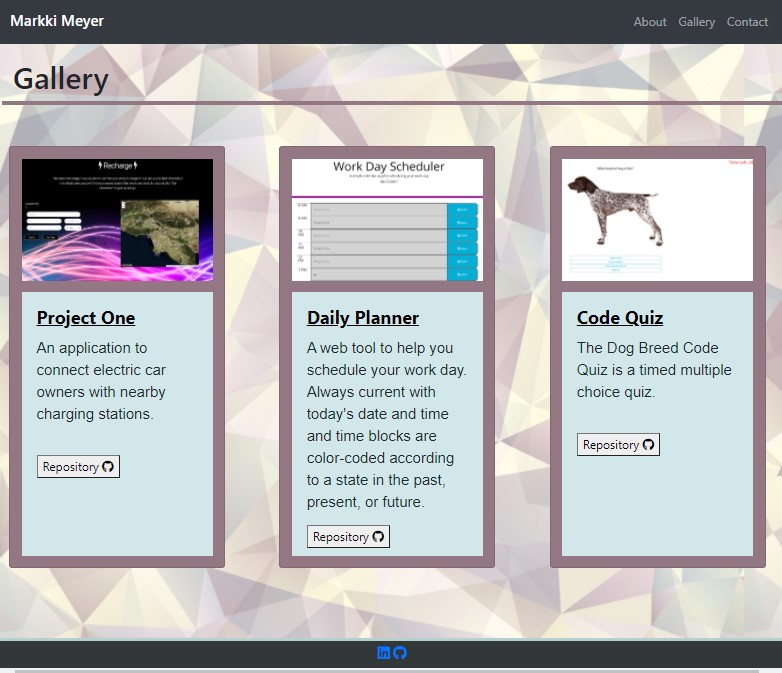 Markki Meyer
About Gallery Contact
Gallery
Recharge
Work Day Scheduler
Project One
An application to
connect electric car
owners with nearby
charging stations.
Repository
Daily Planner
A web tool to help you
schedule your work day.
Always current with
today's date and time
and time blocks are
color-coded according
to a state in the past,
present, or future.
Repository
Code Quiz
The Dog Breed Code
Quiz is a timed multiple
choice quiz.
Repository